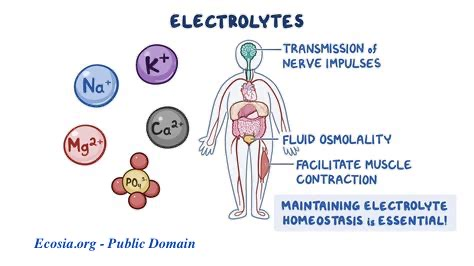 ELECTROLYTES
Na⁺
K⁺
Mg²⁺
Ca²⁺
PO₄³⁻
TRANSMISSION of
NERVE IMPULSES
FLUID OSMOLALITY
FACILITATE MUSCLE
CONTRACTION
MAINTAINING ELECTROLYTE
HOMEOSTASIS is ESSENTIAL!
Ecosia.org - Public Domain